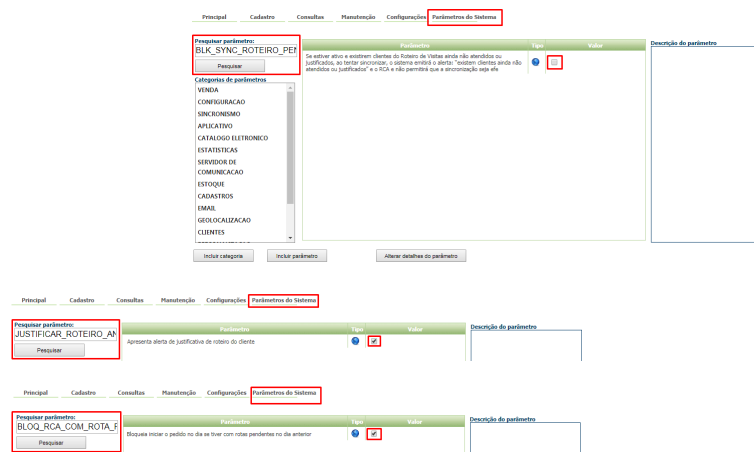 Principal Cadastro Consultas Manutenção Configurações Parâmetros do Sistema
Pesquisar parâmetro:
BLK_SYNC_ROTEIRO_PEN
Pesquisar
Parâmetro Tipo Valor
Se estiver ativo e existirem clientes do Roteiro de Visitas ainda não atendidos ou
justificados, ao tentar sincronizar, o sistema emitirá o alerta: "existem clientes ainda não
atendidos ou justificados" e o RCA e não permitirá que a sincronização seja efe
Descrição do parâmetro
Categorias de parâmetros
VENDA
CONFIGURACAO
SINCRONISMO
APLICATIVO
CATALOGO ELETRONICO
ESTATISTICAS
SERVIDOR DE
COMUNICACAO
ESTOQUE
CADASTROS
EMAIL
GEOLOCALIZACAO
CLIENTES
Incluir categoria Incluir parâmetro Alterar detalhes do parâmetro
Principal Cadastro Consultas Manutenção Configurações Parâmetros do Sistema
Pesquisar parâmetro:
JUSTIFICAR_ROTEIRO_AN
Pesquisar
Parâmetro Tipo Valor
Apresenta alerta de justificativa de roteiro do cliente
Descrição do parâmetro
Principal Cadastro Consultas Manutenção Configurações Parâmetros do Sistema
Pesquisar parâmetro:
BLOQ_RCA_COM_ROTA_P
Pesquisar
Parâmetro Tipo Valor
Bloqueia iniciar o pedido no dia se tiver com rotas pendentes no dia anterior
Descrição do parâmetro